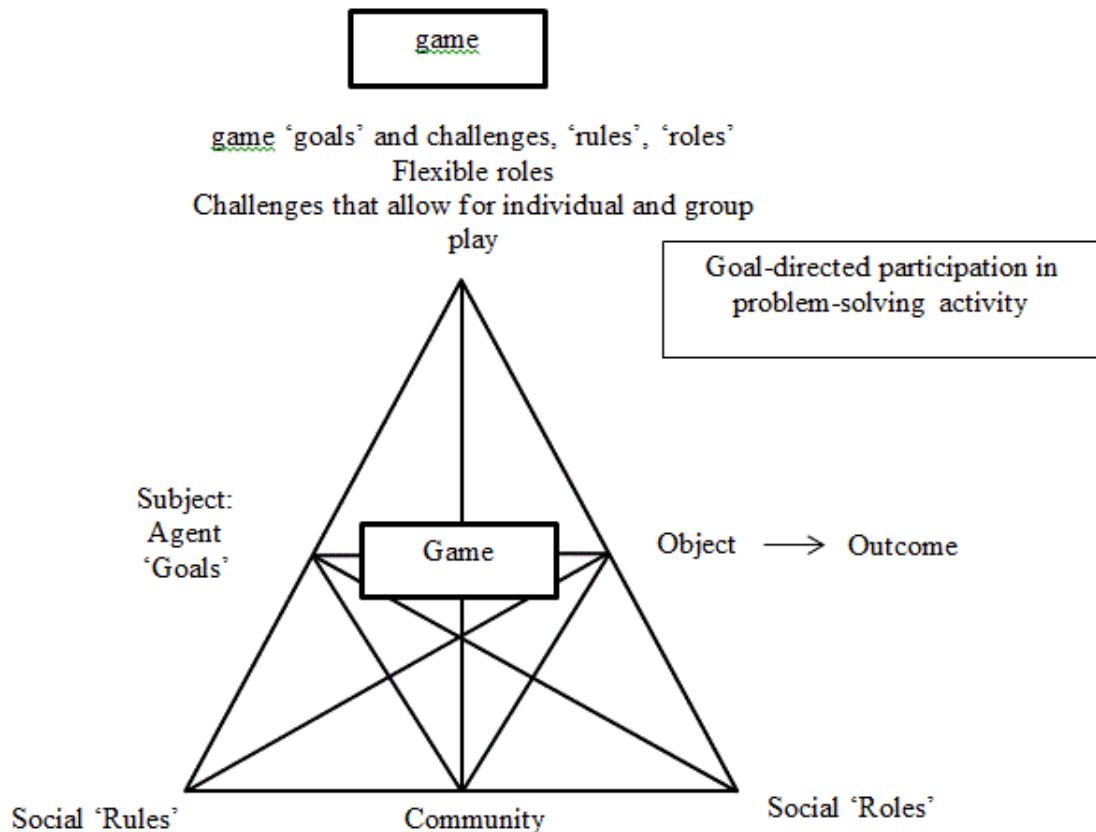 game
game ‘goals’ and challenges, ‘rules’, ‘roles’
Flexible roles
Challenges that allow for individual and group
play
Goal-directed participation in
problem-solving activity
Subject:
Agent
‘Goals’
Game
Object
Outcome
Social ‘Rules’
Community
Social ‘Roles’